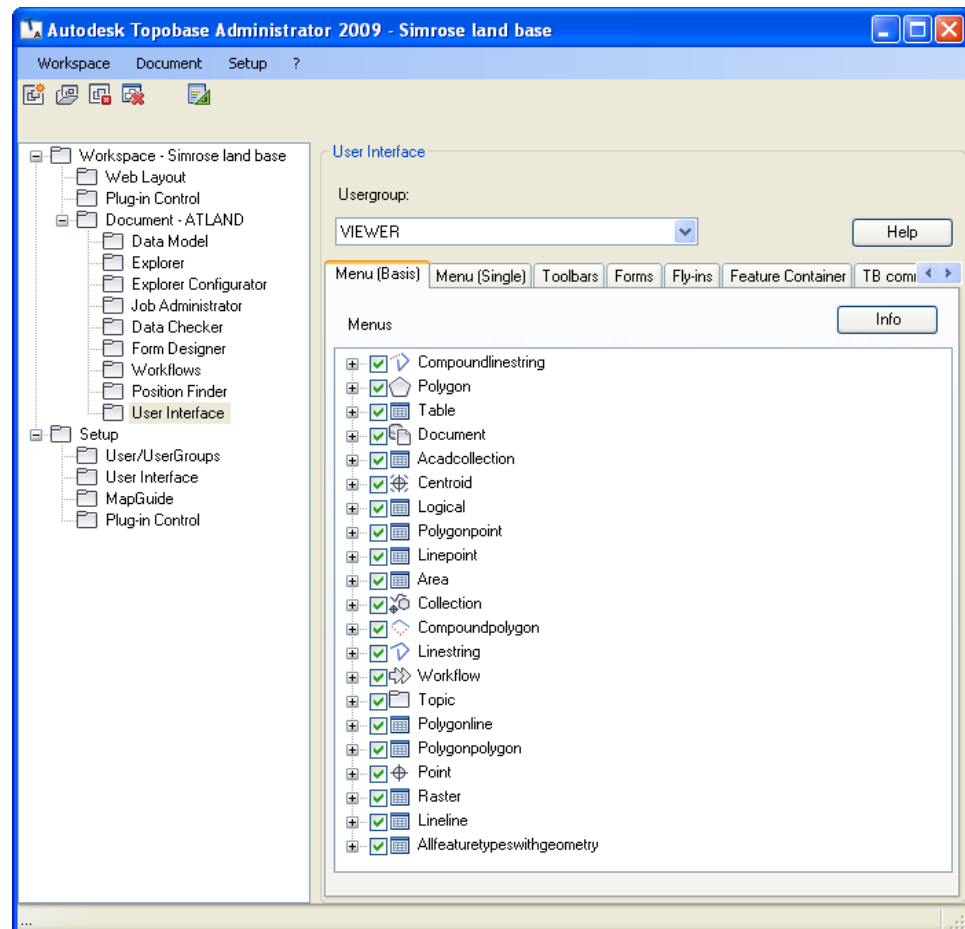 Autodesk Topobase Administrator 2009 - Simrose land base
Workspace Document Setup ?
Workspace - Simrose land base
Web Layout
Plug-in Control
Document - ATLAND
Data Model
Explorer
Explorer Configurator
Job Administrator
Data Checker
Form Designer
Workflows
Position Finder
User Interface
Setup
User/UserGroups
User Interface
MapGuide
Plug-in Control
User Interface
Usergroup:
VIEWER
Help
Menu (Basis) Menu (Single) Toolbars Forms Fly-ins Feature Container TB com
Menus
Info
Compoundlinestring
Polygon
Table
Document
Acadcollection
Centroid
Logical
Polygonpoint
Linepoint
Area
Collection
Compoundpolygon
Linestring
Workflow
Topic
Polygonline
Polygonpolygon
Point
Raster
Lineline
Allfeaturetypeswithgeometry
...